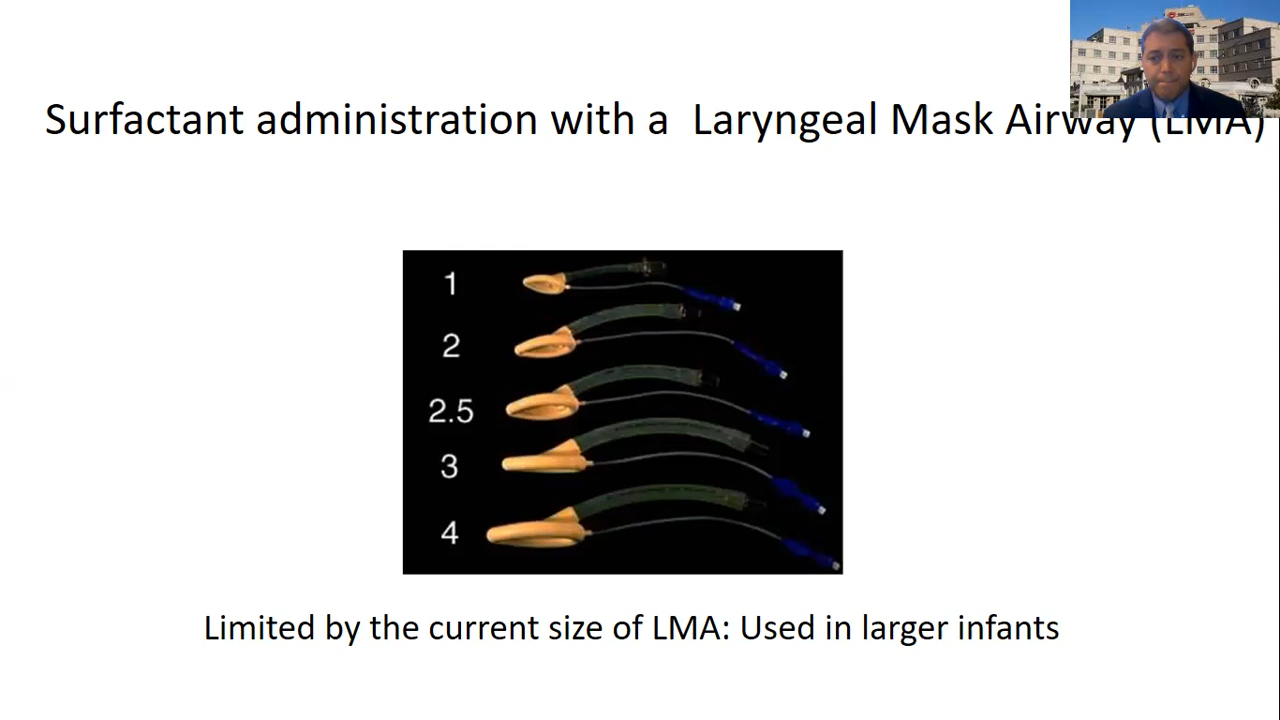 Surfactant administration with a  Laryngeal Mask Airway (LMA)
1
2
2.5
3
4
Limited by the current size of LMA: Used in larger infants